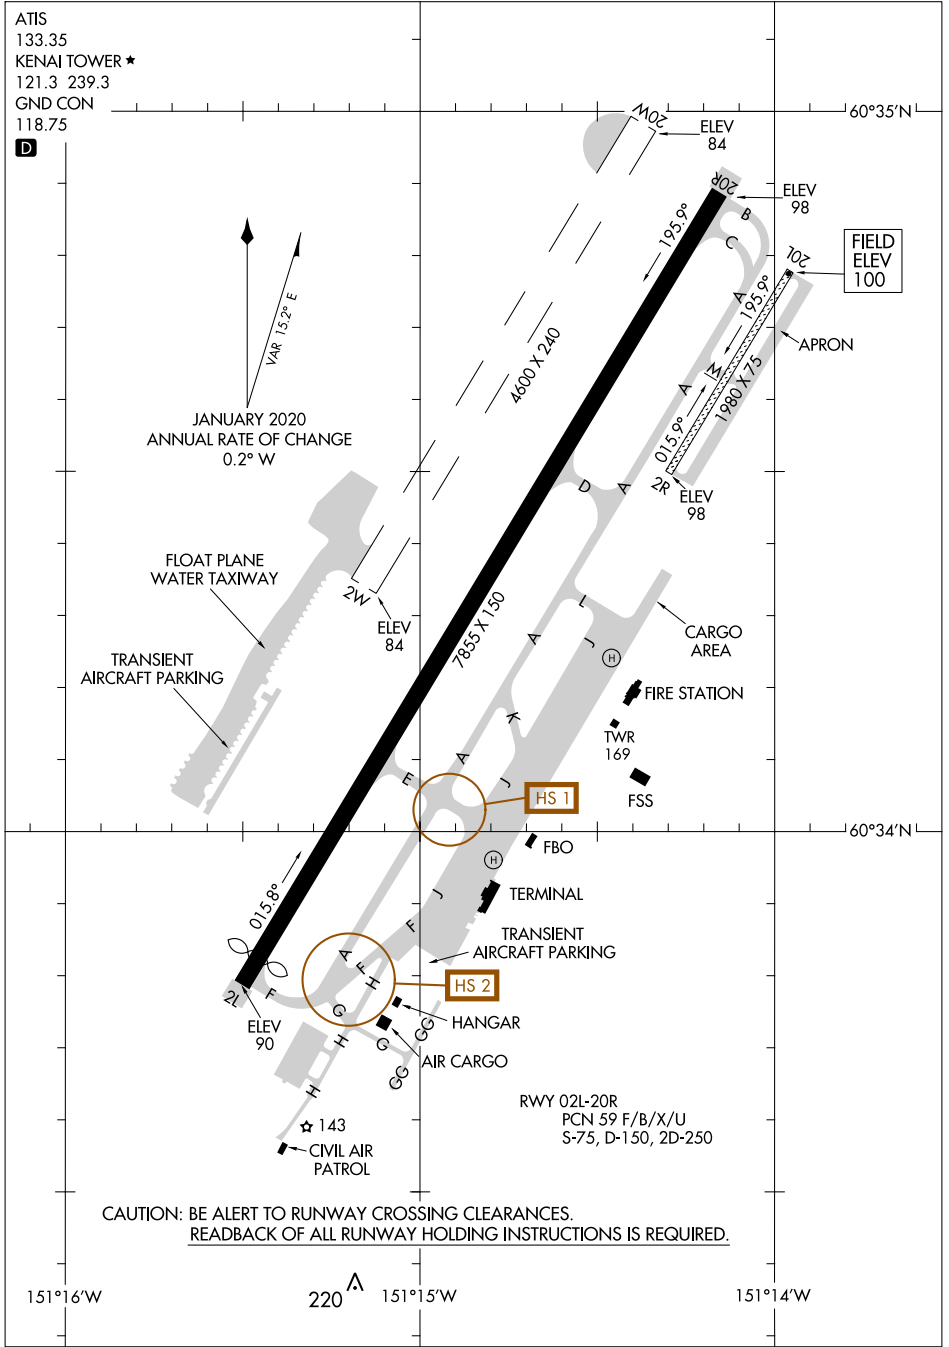 ATIS
133.35
KENAI TOWER ★
121.3 239.3
GND CON
118.75
D
60°35'N
20W
ELEV
84
20R
ELEV
98
B
C
195.9°
FIELD
ELEV
100
20L
A
195.9°
APRON
VAR 15.2° E
4600 X 240
M
1980 X 75
A
JANUARY 2020
ANNUAL RATE OF CHANGE
0.2° W
015.9°
2R
ELEV
98
D
A
FLOAT PLANE
WATER TAXIWAY
2W
ELEV
84
7855 X 150
L
A
J
H
CARGO
AREA
TRANSIENT
AIRCRAFT PARKING
FIRE STATION
K
TWR
169
A
E
J
HS 1
FSS
60°34'N
FBO
H
TERMINAL
015.8°
J
F
TRANSIENT
AIRCRAFT PARKING
A
F
H
HS 2
2L
F
G
HANGAR
ELEV
90
H
G
GG
AIR CARGO
GG
H
RWY 02L-20R
PCN 59 F/B/X/U
S-75, D-150, 2D-250
143
CIVIL AIR
PATROL
CAUTION: BE ALERT TO RUNWAY CROSSING CLEARANCES.
READBACK OF ALL RUNWAY HOLDING INSTRUCTIONS IS REQUIRED.
220
151°16'W
151°15'W
151°14'W